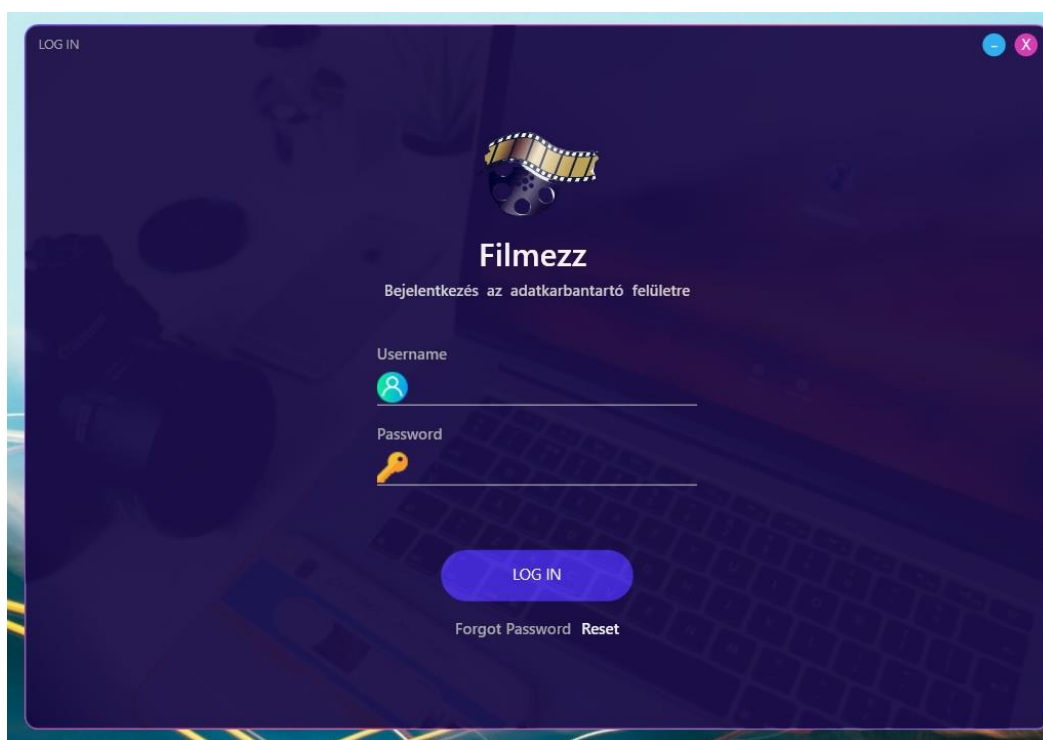 LOG IN
– X
Filmezz
Bejelentkezés az adatkarbantartó felületre
Username
Password
LOG IN
Forgot Password Reset